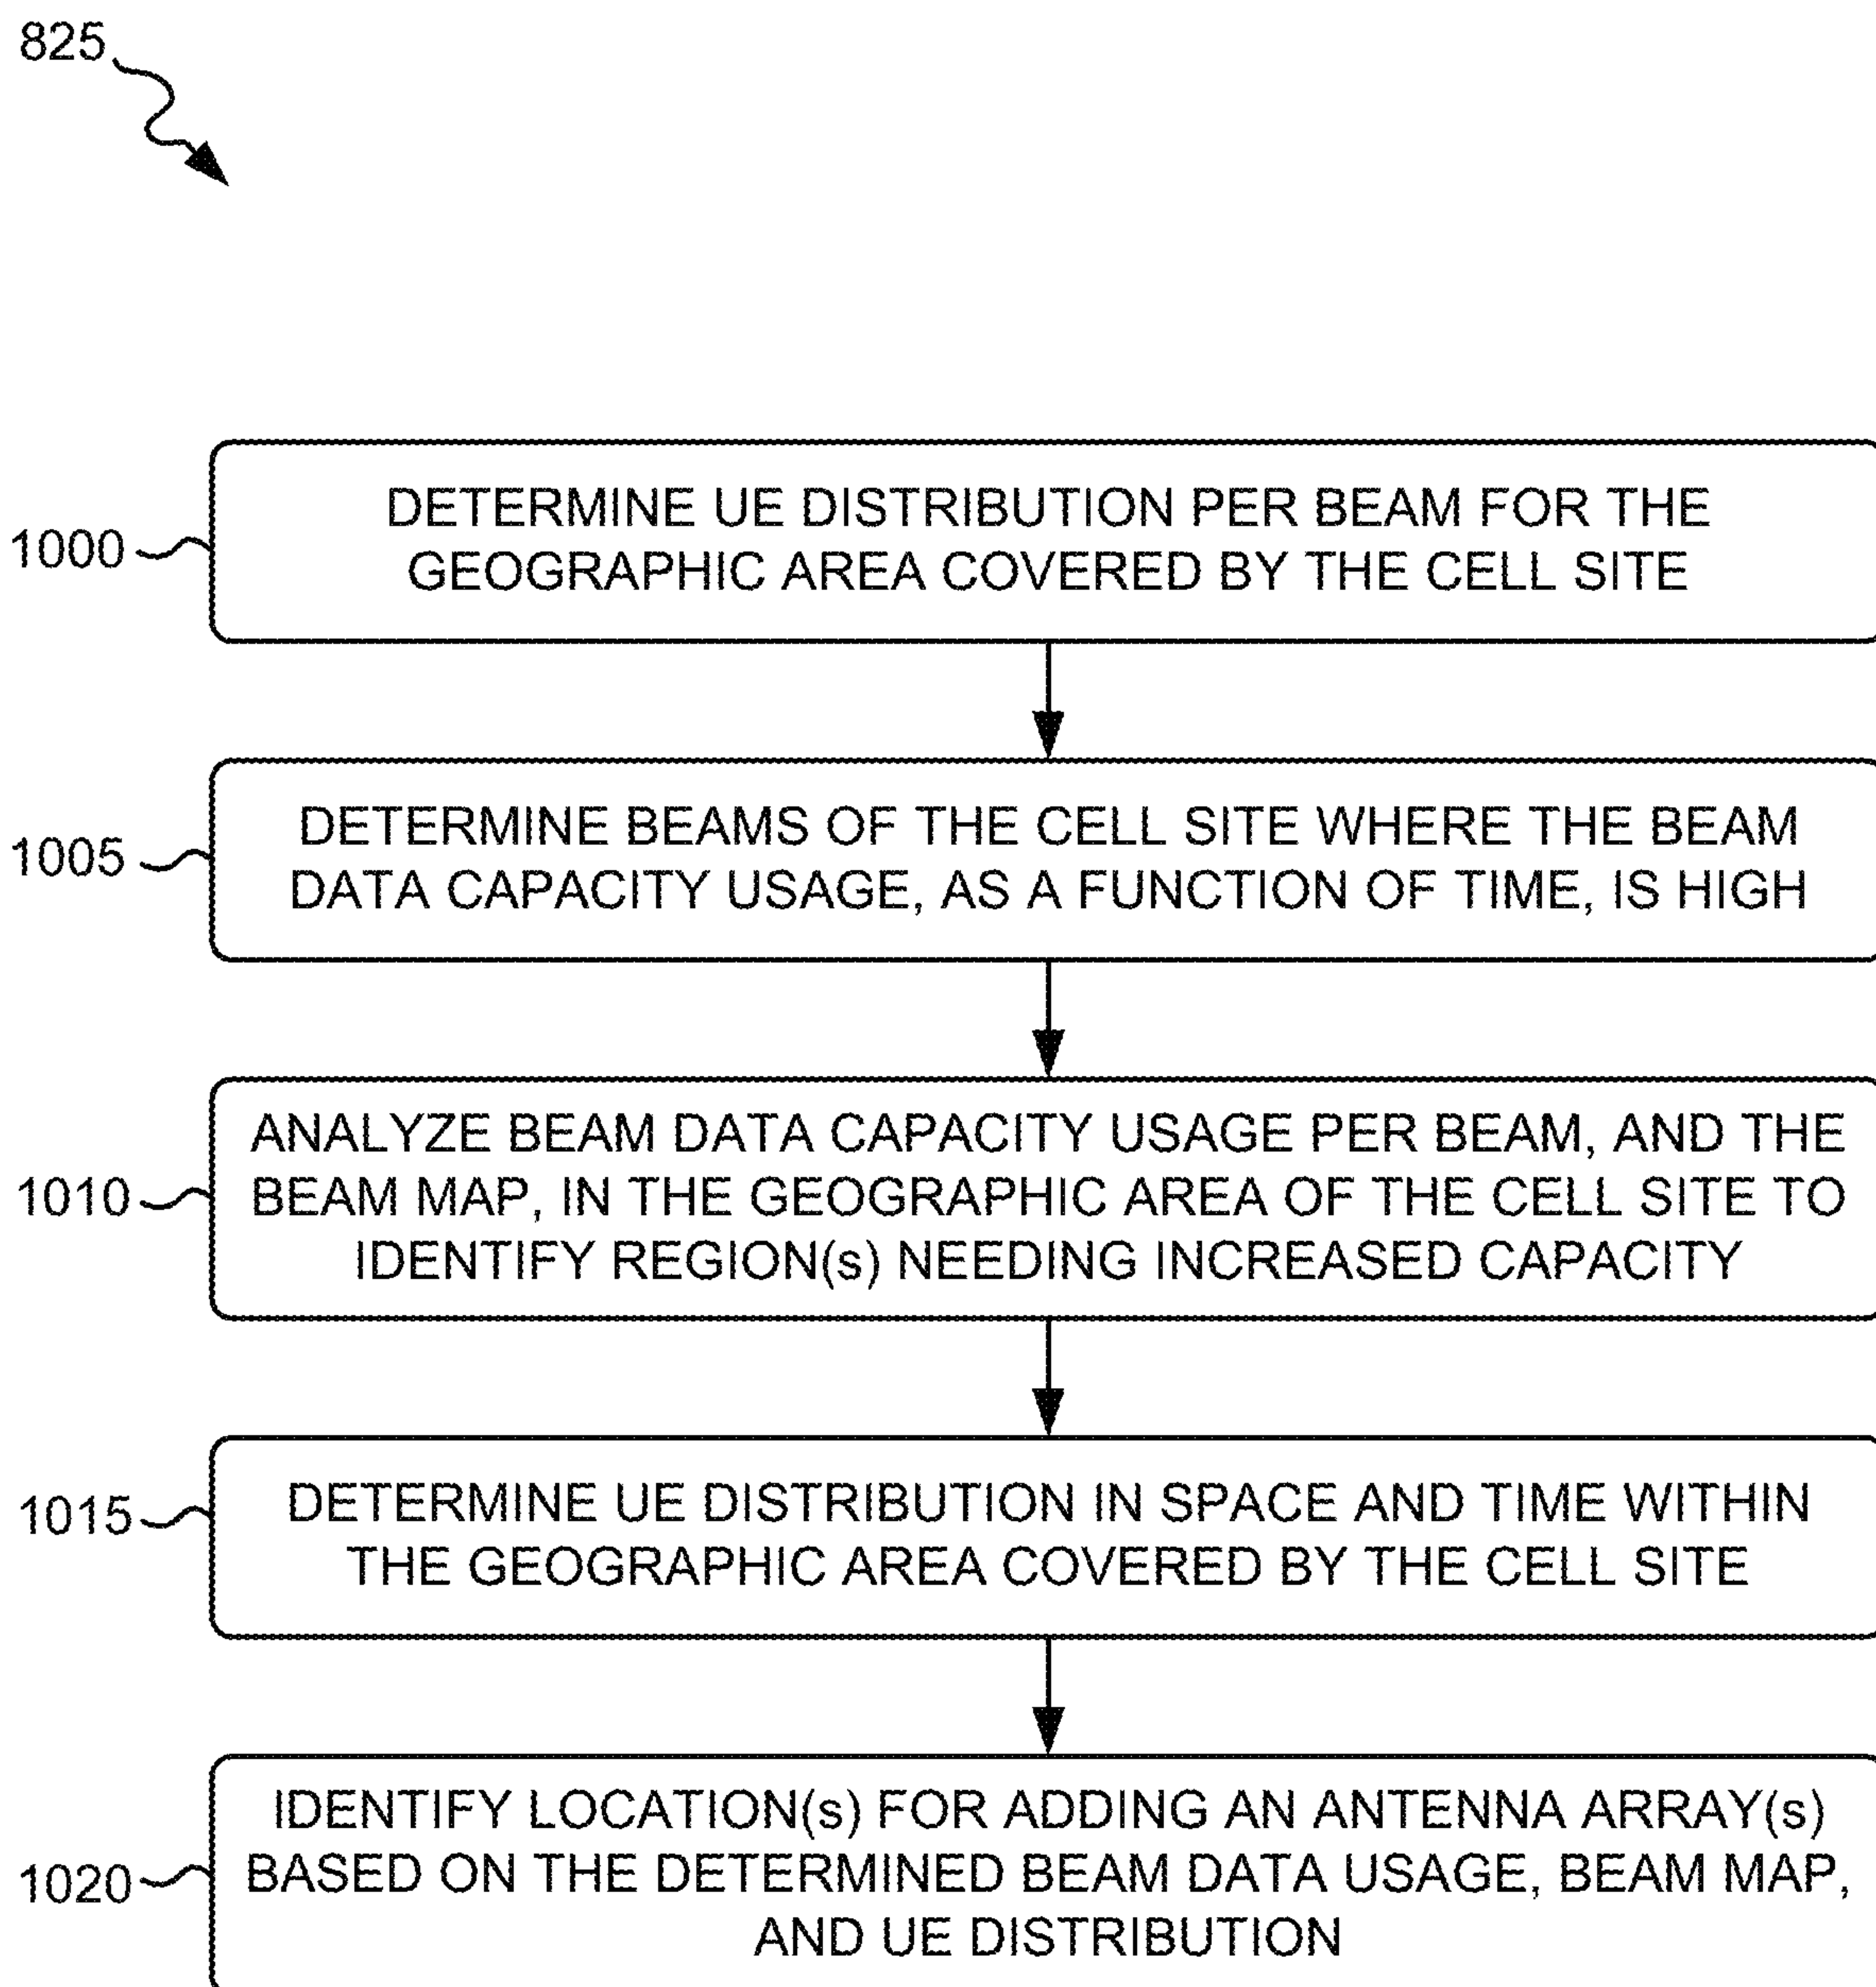 825
1000
DETERMINE UE DISTRIBUTION PER BEAM FOR THE
GEOGRAPHIC AREA COVERED BY THE CELL SITE
1005
DETERMINE BEAMS OF THE CELL SITE WHERE THE BEAM
DATA CAPACITY USAGE, AS A FUNCTION OF TIME, IS HIGH
1010
ANALYZE BEAM DATA CAPACITY USAGE PER BEAM, AND THE
BEAM MAP, IN THE GEOGRAPHIC AREA OF THE CELL SITE TO
IDENTIFY REGION(s) NEEDING INCREASED CAPACITY
1015
DETERMINE UE DISTRIBUTION IN SPACE AND TIME WITHIN
THE GEOGRAPHIC AREA COVERED BY THE CELL SITE
1020
IDENTIFY LOCATION(s) FOR ADDING AN ANTENNA ARRAY(s)
BASED ON THE DETERMINED BEAM DATA USAGE, BEAM MAP,
AND UE DISTRIBUTION